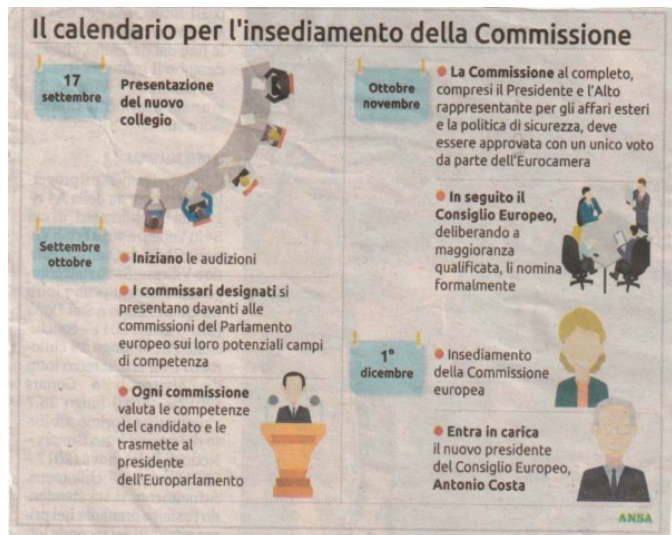 Il calendario per l'insediamento della Commissione
17
settembre
Presentazione
del nuovo
collegio
Settembre
ottobre
Iniziano le audizioni
I commissari designati si
presentano davanti alle
commissioni del Parlamento
europeo sui loro potenziali campi
di competenza
Ogni commissione
valuta le competenze
del candidato e le
trasmette al
presidente
dell'Europarlamento
Ottobre
novembre
La Commissione al completo,
compresi il Presidente e l'Alto
rappresentante per gli affari esteri
e la politica di sicurezza, deve
essere approvata con un unico voto
da parte dell'Eurocamera
In seguito il
Consiglio Europeo,
deliberando a
maggioranza
qualificata, li nomina
formalmente
1°
dicembre
Insediamento
della Commissione
europea
Entra in carica
il nuovo presidente
del Consiglio Europeo,
Antonio Costa
ANSA